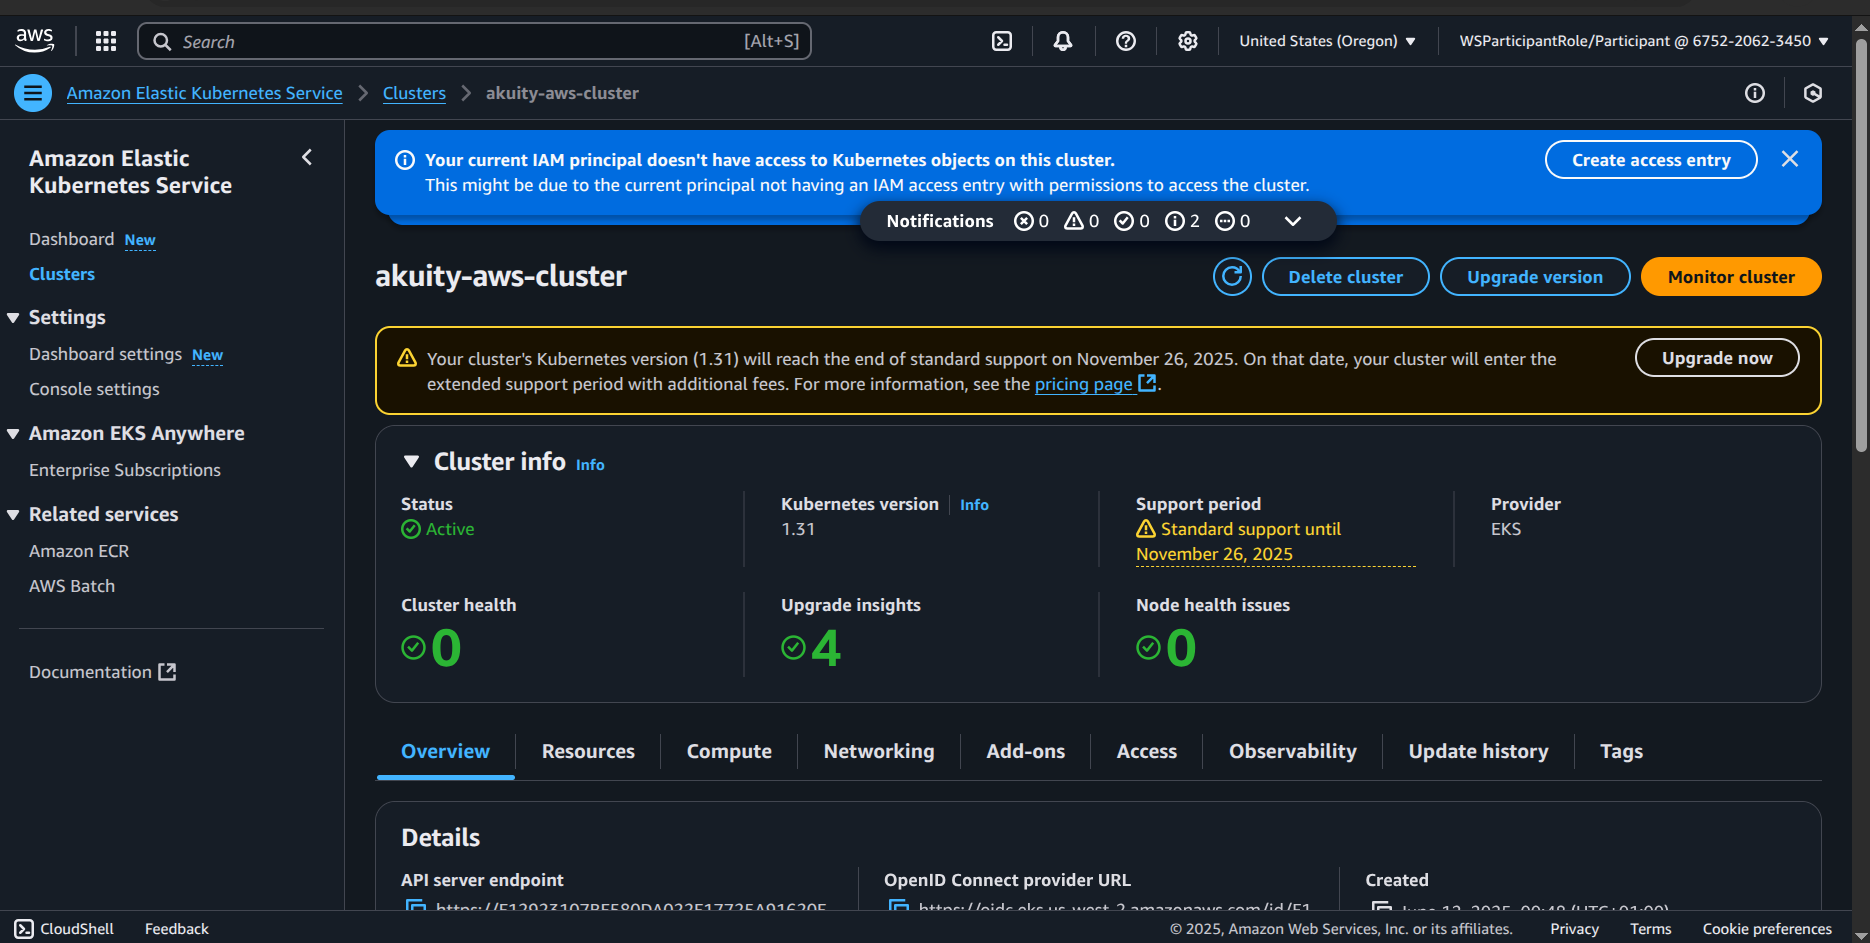 aws
Search
[Alt+S]
United States (Oregon)
WSParticipantRole/Participant @ 6752-2062-3450
Amazon Elastic Kubernetes Service
Clusters
akuity-aws-cluster
Amazon Elastic
Kubernetes Service
Dashboard New
Clusters
Settings
Dashboard settings New
Console settings
Amazon EKS Anywhere
Enterprise Subscriptions
Related services
Amazon ECR
AWS Batch
Documentation
Your current IAM principal doesn't have access to Kubernetes objects on this cluster.
This might be due to the current principal not having an IAM access entry with permissions to access the cluster.
Create access entry
Notifications 0 0 0 2 0
akuity-aws-cluster
Delete cluster
Upgrade version
Monitor cluster
Your cluster's Kubernetes version (1.31) will reach the end of standard support on November 26, 2025. On that date, your cluster will enter the
extended support period with additional fees. For more information, see the pricing page .
Upgrade now
Cluster info Info
Status
Active
Kubernetes version Info
1.31
Support period
Standard support until
November 26, 2025
Provider
EKS
Cluster health
0
Upgrade insights
4
Node health issues
0
Overview
Resources
Compute
Networking
Add-ons
Access
Observability
Update history
Tags
Details
API server endpoint
OpenID Connect provider URL
Created
CloudShell
Feedback
© 2025, Amazon Web Services, Inc. or its affiliates.
Privacy
Terms
Cookie preferences